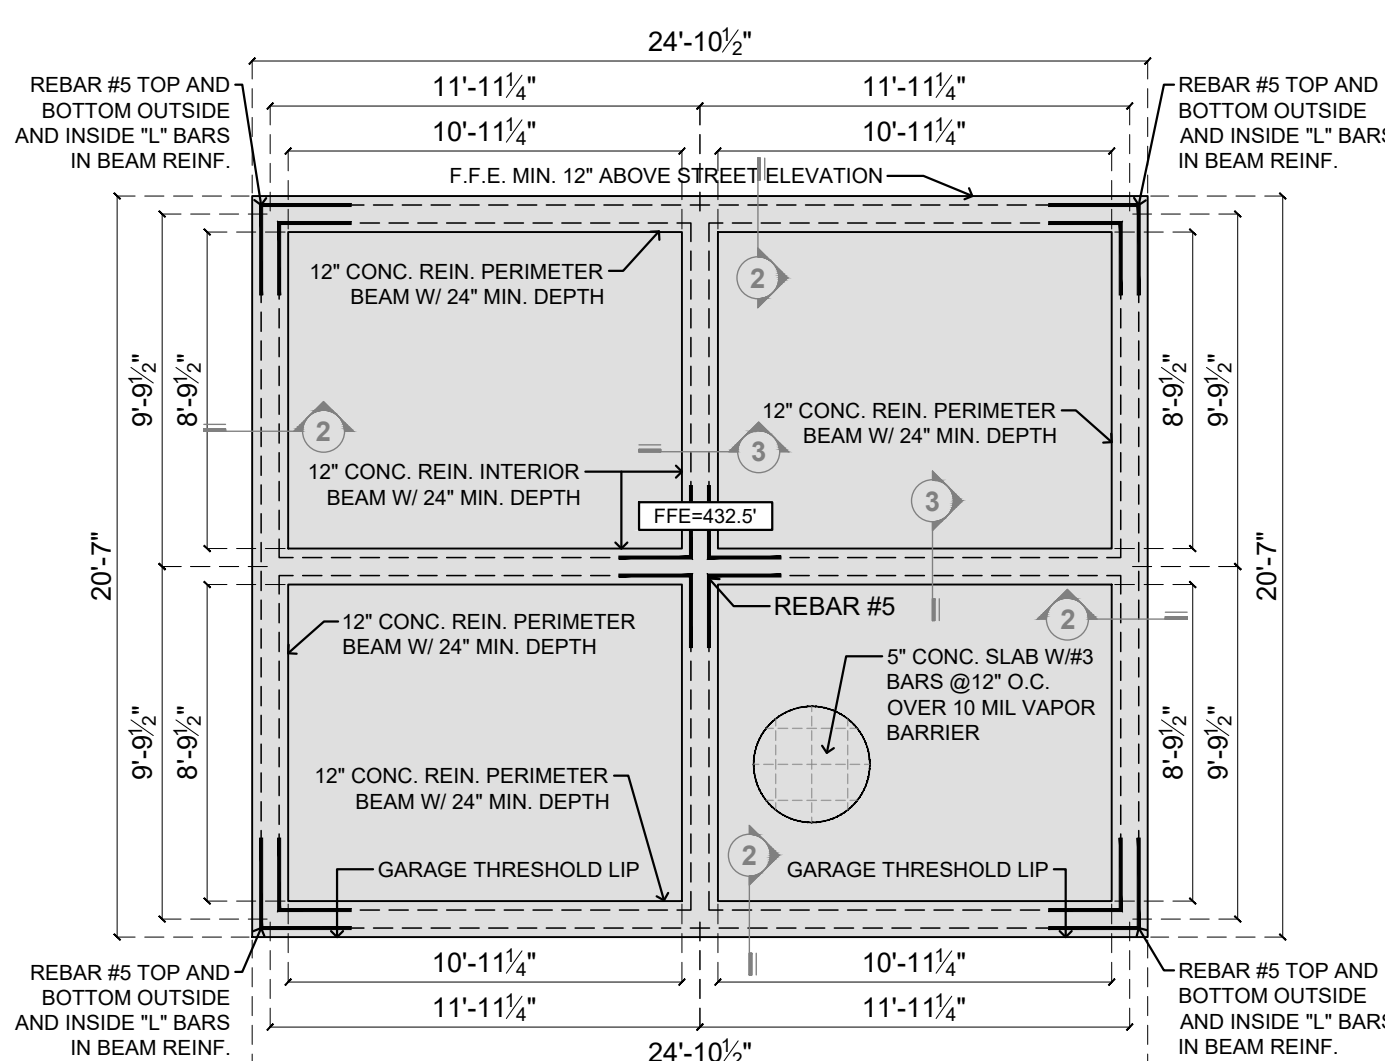 24'-10½"
11'-11¼"
11'-11¼"
10'-11¼"
10'-11¼"
REBAR #5 TOP AND
BOTTOM OUTSIDE
AND INSIDE "L" BARS
IN BEAM REINF.
REBAR #5 TOP AND
BOTTOM OUTSIDE
AND INSIDE "L" BARS
IN BEAM REINF.
F.F.E. MIN. 12" ABOVE STREET ELEVATION
12" CONC. REIN. PERIMETER
BEAM W/ 24" MIN. DEPTH
2
9'-9½"
8'-9½"
2
12" CONC. REIN. PERIMETER
BEAM W/ 24" MIN. DEPTH
8'-9½"
9'-9½"
3
12" CONC. REIN. INTERIOR
BEAM W/ 24" MIN. DEPTH
3
FFE=432.5'
20'-7"
20'-7"
REBAR #5
2
12" CONC. REIN. PERIMETER
BEAM W/ 24" MIN. DEPTH
5" CONC. SLAB W/#3
BARS @12" O.C.
OVER 10 MIL VAPOR
BARRIER
9'-9½"
8'-9½"
8'-9½"
9'-9½"
12" CONC. REIN. PERIMETER
BEAM W/ 24" MIN. DEPTH
2
GARAGE THRESHOLD LIP
GARAGE THRESHOLD LIP
REBAR #5 TOP AND
BOTTOM OUTSIDE
AND INSIDE "L" BARS
IN BEAM REINF.
10'-11¼"
10'-11¼"
REBAR #5 TOP AND
BOTTOM OUTSIDE
AND INSIDE "L" BARS
IN BEAM REINF.
11'-11¼"
11'-11¼"
24'-10½"